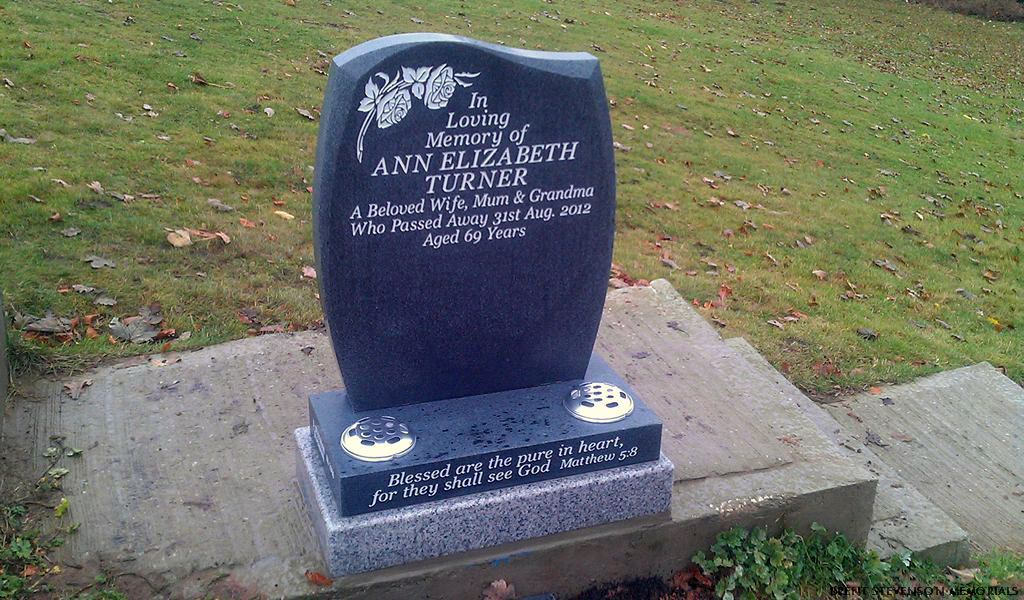 In
Loving
Memory of
ANN ELIZABETH
TURNER
A Beloved Wife, Mum & Grandma
Who Passed Away 31st Aug. 2012
Aged 69 Years
Blessed are the pure in heart,
for they shall see God Matthew 5:8
BRENT STEVENSON MEMORIALS